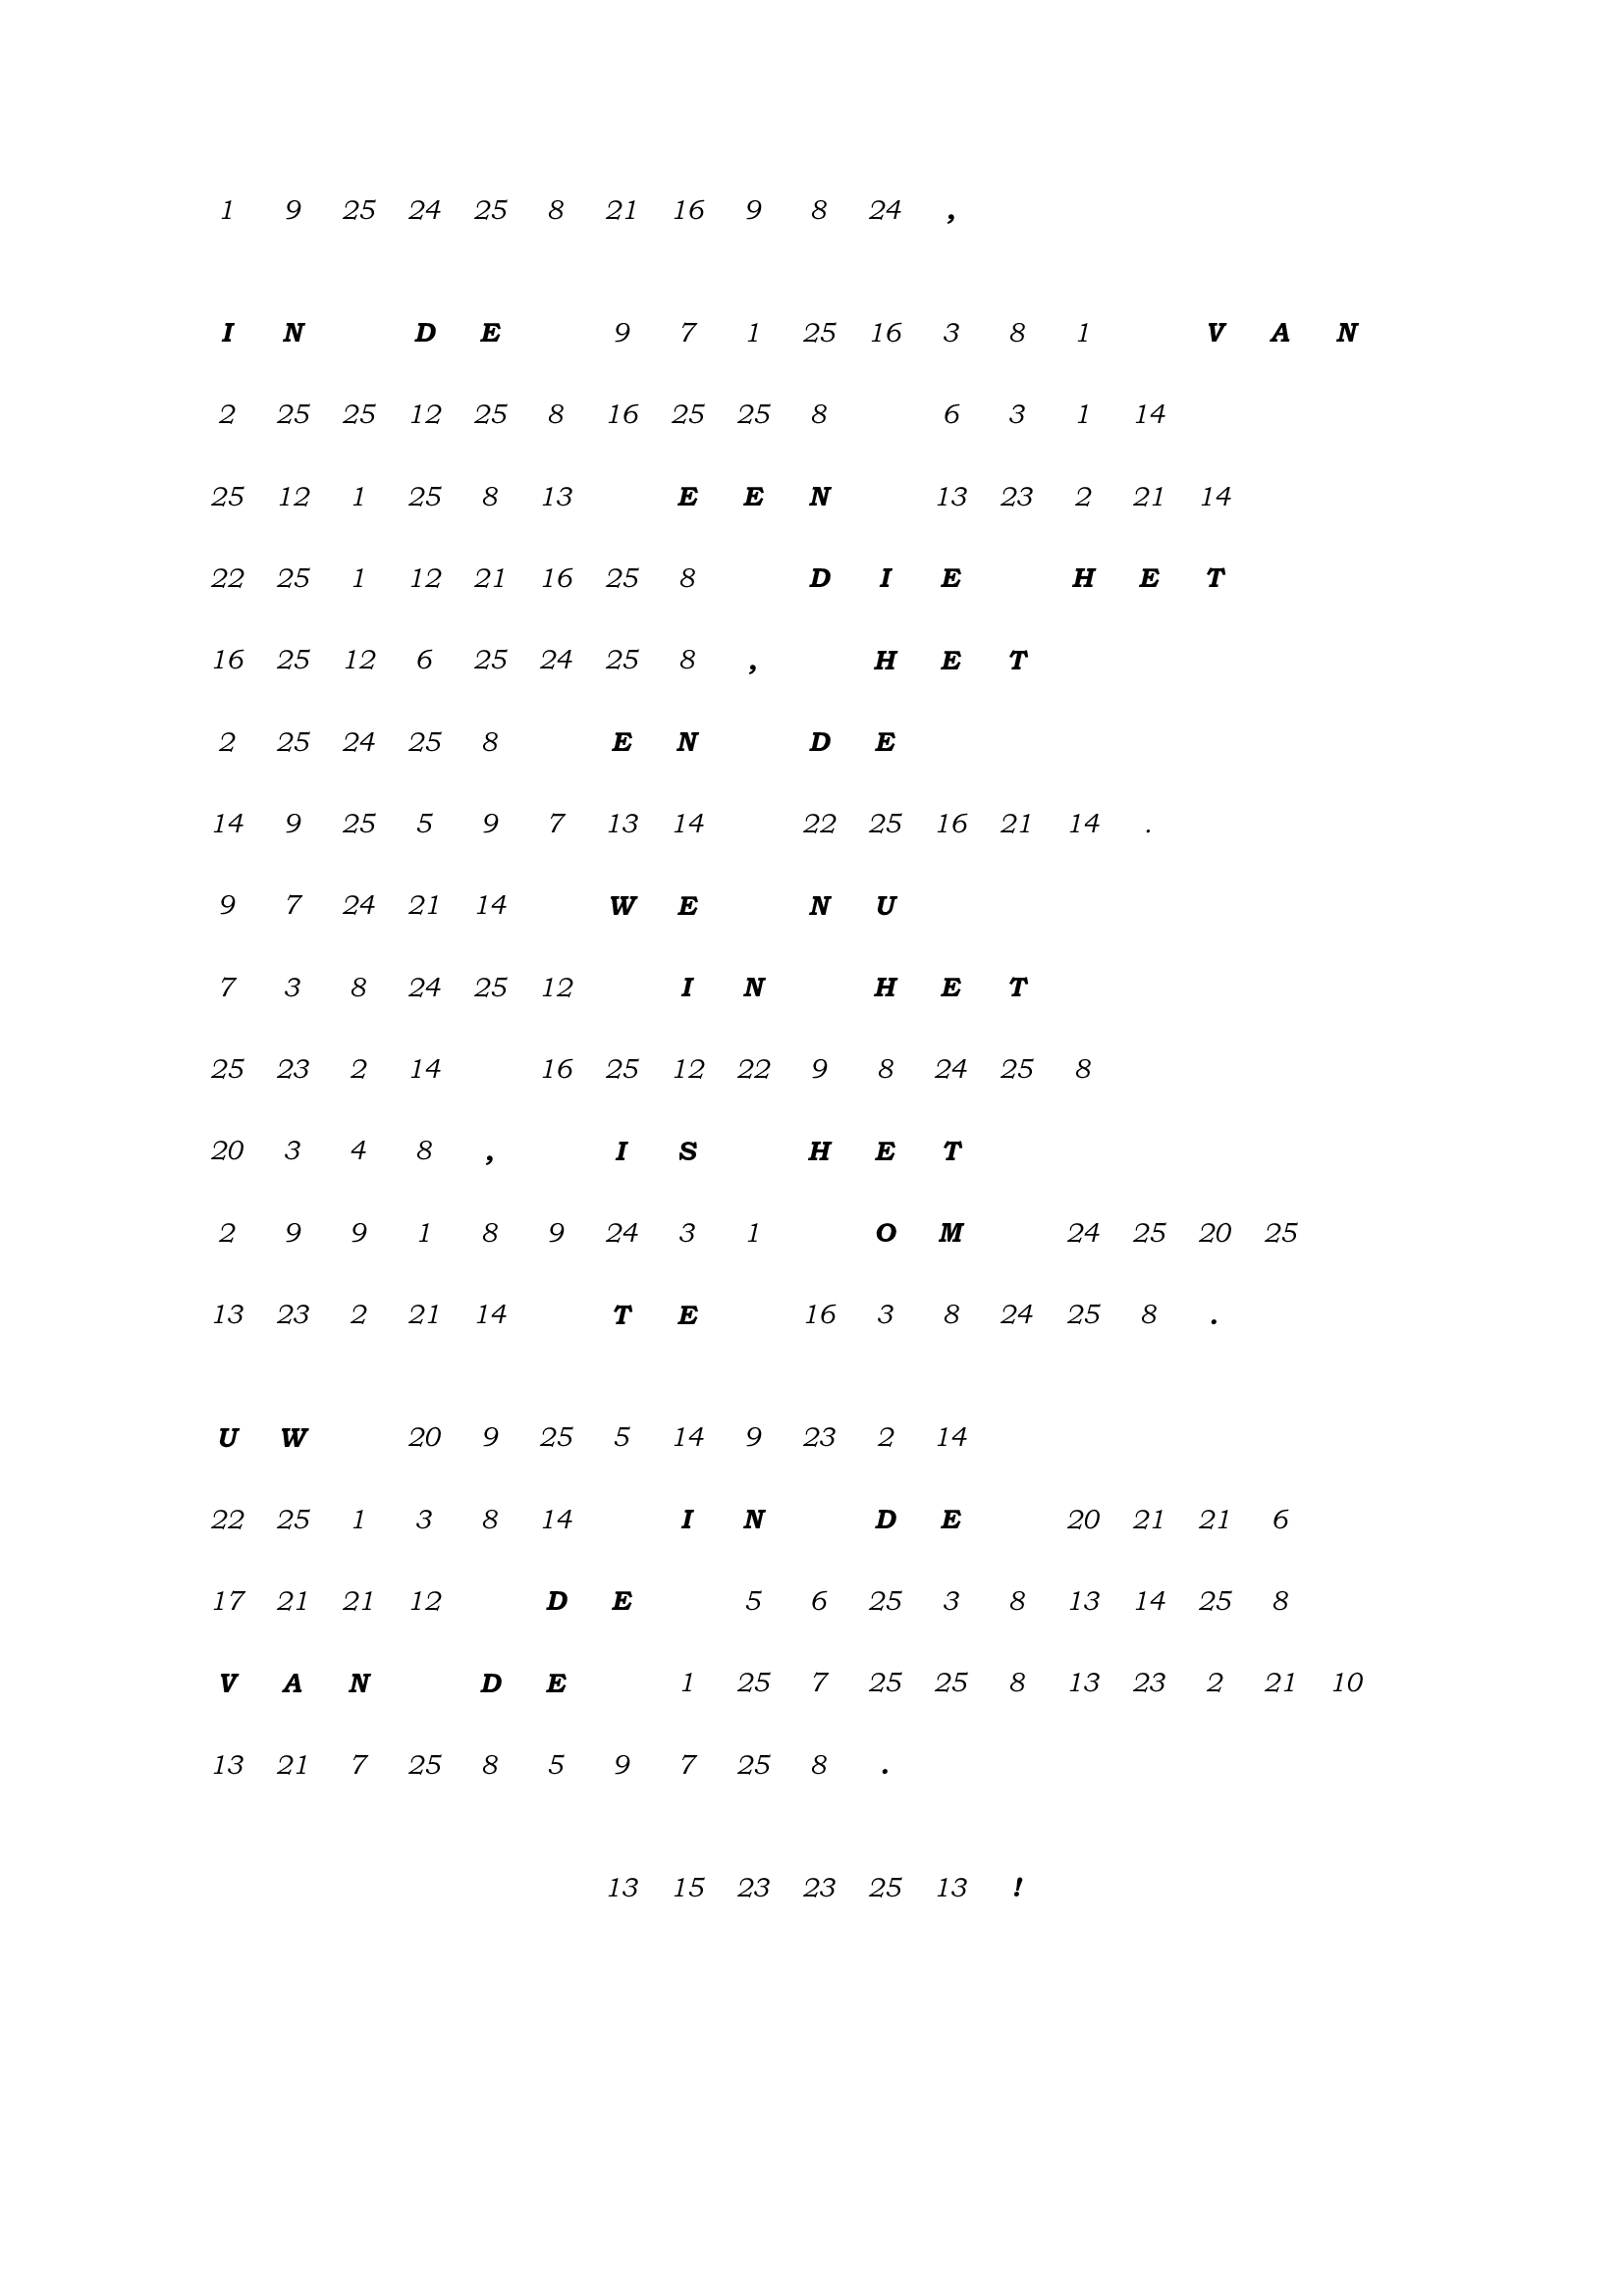 1 9 25 24 25 8 21 16 9 8 24 ,
I N D E 9 7 1 25 16 3 8 1 V A N
2 25 25 12 25 8 16 25 25 8 6 3 1 14
25 12 1 25 8 13 E E N 13 23 2 21 14
22 25 1 12 21 16 25 8 D I E H E T
16 25 12 6 25 24 25 8 , H E T
2 25 24 25 8 E N D E
14 9 25 5 9 7 13 14 22 25 16 21 14 .
9 7 24 21 14 W E N U
7 3 8 24 25 12 I N H E T
25 23 2 14 16 25 12 22 9 8 24 25 8
20 3 4 8 , I S H E T
2 9 9 1 8 9 24 3 1 O M 24 25 20 25
13 23 2 21 14 T E 16 3 8 24 25 8 .
U W 20 9 25 5 14 9 23 2 14
22 25 1 3 8 14 I N D E 20 21 21 6
17 21 21 12 D E 5 6 25 3 8 13 14 25 8
V A N D E 1 25 7 25 25 8 13 23 2 21 10
13 21 7 25 8 5 9 7 25 8 .
13 15 23 23 25 13 !